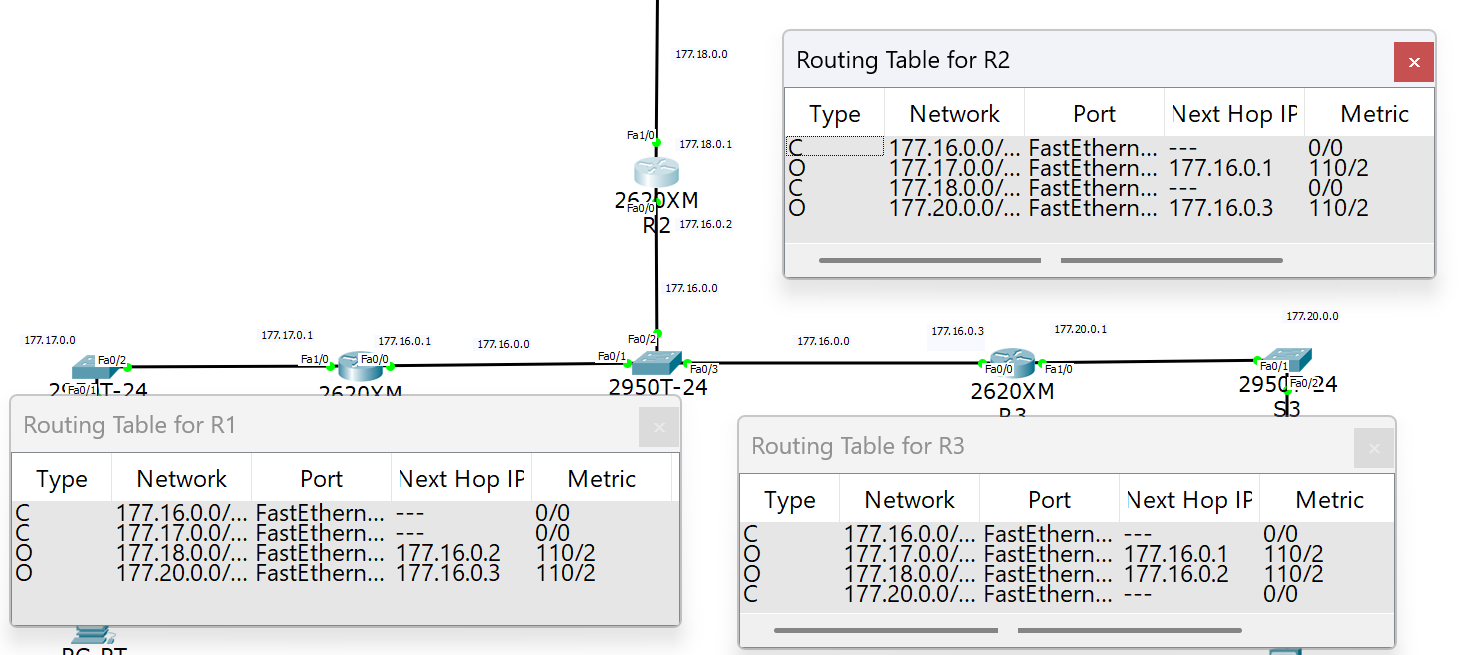 177.18.0.0
Fa1/0
177.18.0.1
2620XM
Fa0/0
R2
177.16.0.2
177.16.0.0
Routing Table for R2
Type Network Port Next Hop IP Metric
C 177.16.0.0/... FastEthern... --- 0/0
O 177.17.0.0/... FastEthern... 177.16.0.1 110/2
C 177.18.0.0/... FastEthern... --- 0/0
O 177.20.0.0/... FastEthern... 177.16.0.3 110/2
177.17.0.0
Fa0/2
Fa0/1
177.17.0.1
Fa1/0
177.16.0.1
Fa0/0
2620XM
177.16.0.0
Fa0/2
Fa0/1
Fa0/3
2950T-24
177.16.0.0
177.16.0.3
Fa0/0
177.20.0.1
Fa1/0
2620XM
R3
177.20.0.0
Fa0/1
Fa0/2
S3
Routing Table for R1
Type Network Port Next Hop IP Metric
C 177.16.0.0/... FastEthern... --- 0/0
C 177.17.0.0/... FastEthern... --- 0/0
O 177.18.0.0/... FastEthern... 177.16.0.2 110/2
O 177.20.0.0/... FastEthern... 177.16.0.3 110/2
Routing Table for R3
Type Network Port Next Hop IP Metric
C 177.16.0.0/... FastEthern... --- 0/0
O 177.17.0.0/... FastEthern... 177.16.0.1 110/2
O 177.18.0.0/... FastEthern... 177.16.0.2 110/2
C 177.20.0.0/... FastEthern... --- 0/0
PC-PT